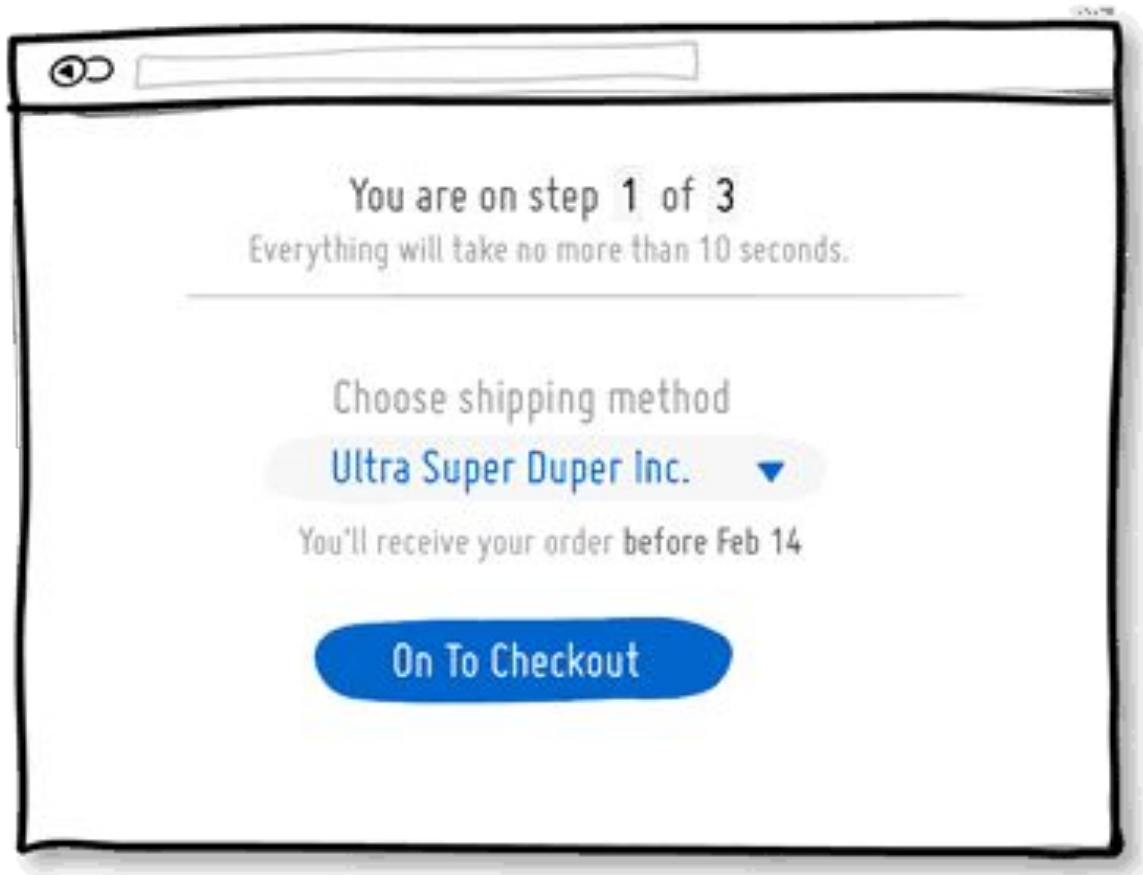 You are on step 1 of 3
Everything will take no more than 10 seconds.
Choose shipping method
Ultra Super Duper Inc.
You'll receive your order before Feb 14
On To Checkout